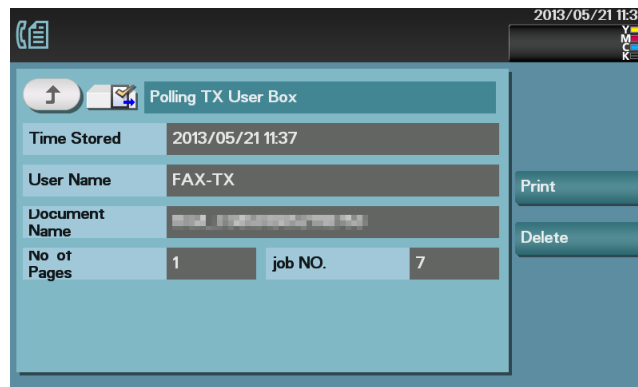 2013/05/21 11:3
Y
M
C
K
Polling TX User Box
Time Stored 2013/05/21 11:37
User Name FAX-TX
Document
Name
No of
Pages 1 job NO. 7
Print
Delete